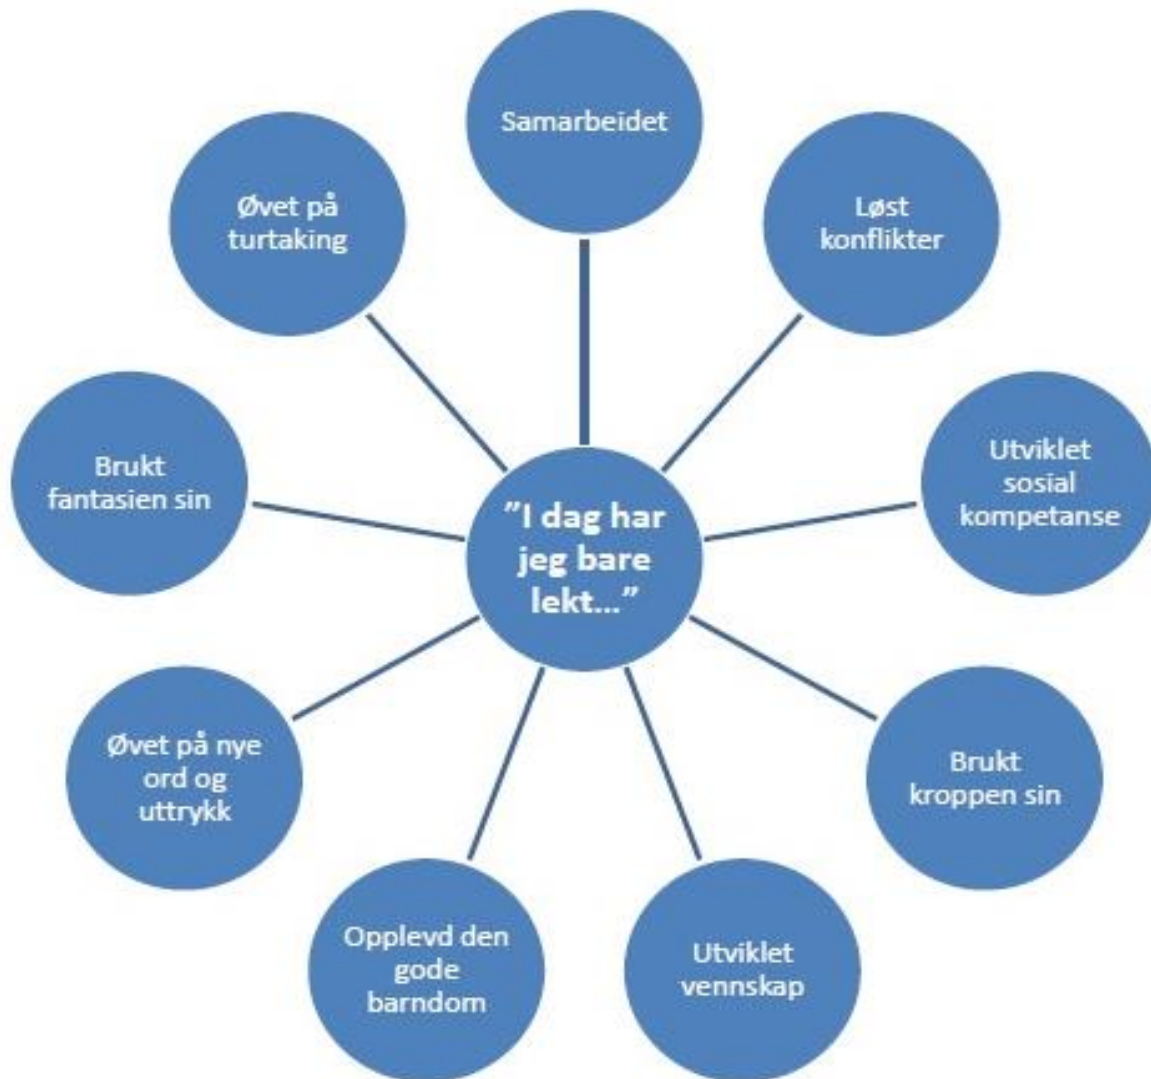 Samarbeidet
Løst
konflikter
Utviklet
sosial
kompetanse
Brukt
kroppen sin
Utviklet
vennskap
Opplevd den
gode
barndom
Øvet på nye
ord og
uttrykk
Brukt
fantasien sin
Øvet på
turtaking
”I dag har
jeg bare
lekt...”